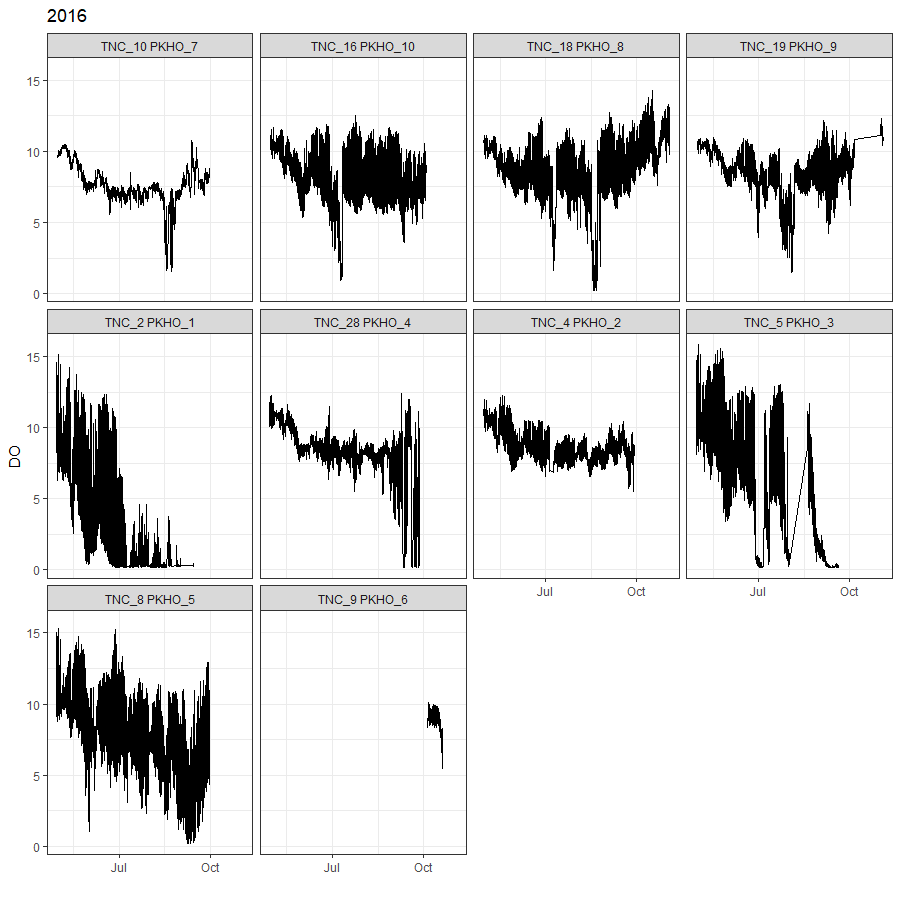 2016
TNC_10 PKHO_7
TNC_16 PKHO_10
TNC_18 PKHO_8
TNC_19 PKHO_9
15
10
5
0
TNC_2 PKHO_1
TNC_28 PKHO_4
TNC_4 PKHO_2
TNC_5 PKHO_3
15
10
5
0
DO
Jul
Oct
Jul
Oct
TNC_8 PKHO_5
TNC_9 PKHO_6
15
10
5
0
Jul
Oct
Jul
Oct